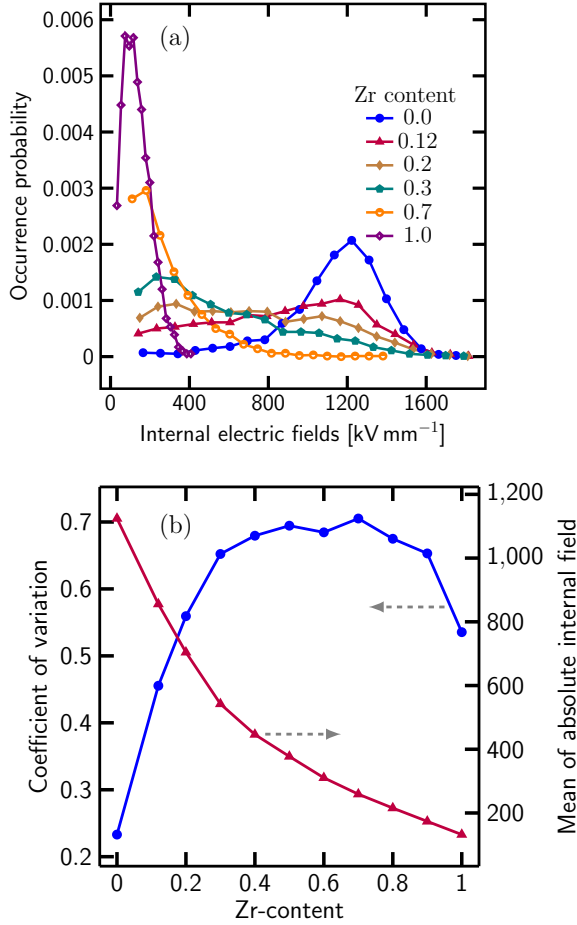 (a)
0.006
0.005
0.004
0.003
0.002
0.001
0
Occurrence probability
Zr content
0.0
0.12
0.2
0.3
0.7
1.0
0 400 800 1200 1600
Internal electric fields [kV mm⁻¹]
(b)
0.7
0.6
0.5
0.4
0.3
0.2
Coefficient of variation
1,200
1,000
800
600
400
200
Mean of absolute internal field
0 0.2 0.4 0.6 0.8 1
Zr-content